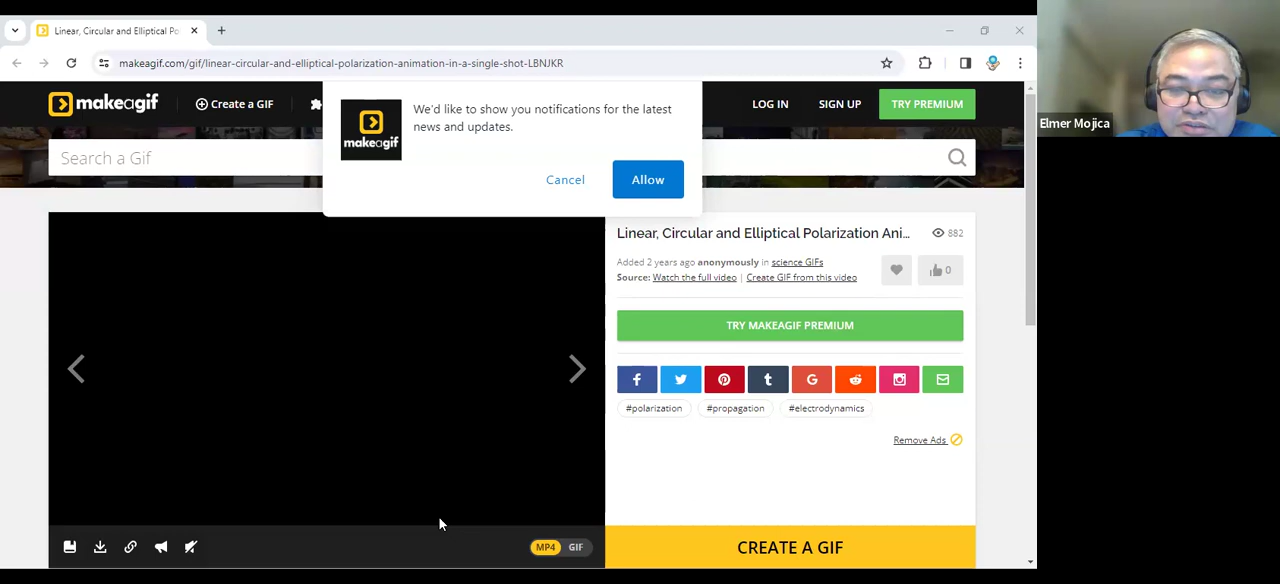 Linear, Circular and Elliptical Po
makeagif.com/gif/linear-circular-and-elliptical-polarization-animation-in-a-single-shot-LBNJKR
makeagif
Create a GIF
LOG IN
SIGN UP
TRY PREMIUM
We'd like to show you notifications for the latest
news and updates.
makeagif
Cancel
Allow
Elmer Mojica
Search a Gif
Linear, Circular and Elliptical Polarization Ani...
882
Added 2 years ago anonymously in science GIFs
Source: Watch the full video | Create GIF from this video
0
TRY MAKEAGIF PREMIUM
#polarization
#propagation
#electrodynamics
Remove Ads
MP4
GIF
CREATE A GIF